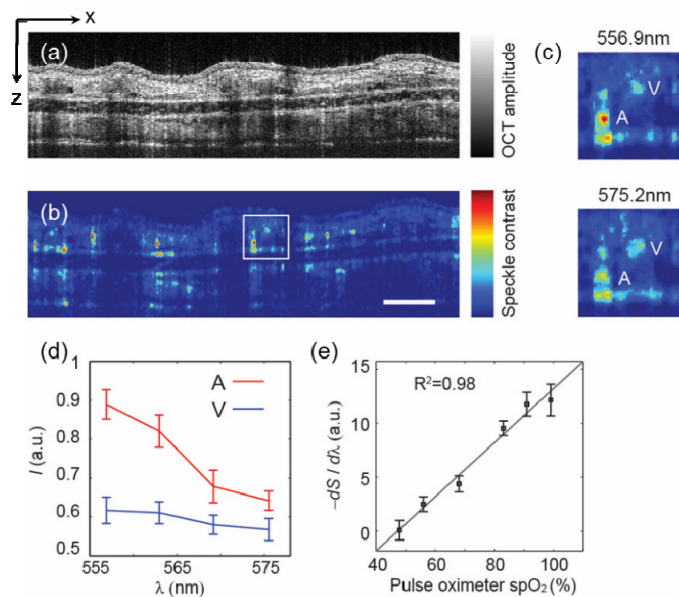 x
z
(a)
OCT amplitude
(b)
Speckle contrast
(c)
556.9nm
V
A
575.2nm
V
A
(d)
A
V
1
0.9
0.8
0.7
0.6
0.5
I (a.u.)
555 565 575
λ (nm)
(e)
R²=0.98
15
10
5
0
−dS / dλ (a.u.)
40 60 80 100
Pulse oximeter spO₂(%)